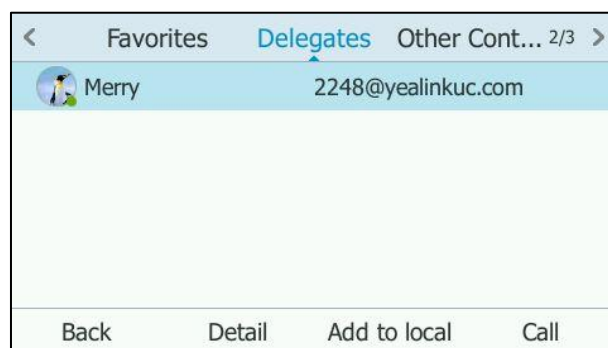 < Favorites Delegates Other Cont... 2/3 >
Merry 2248@yealinkuc.com
Back Detail Add to local Call